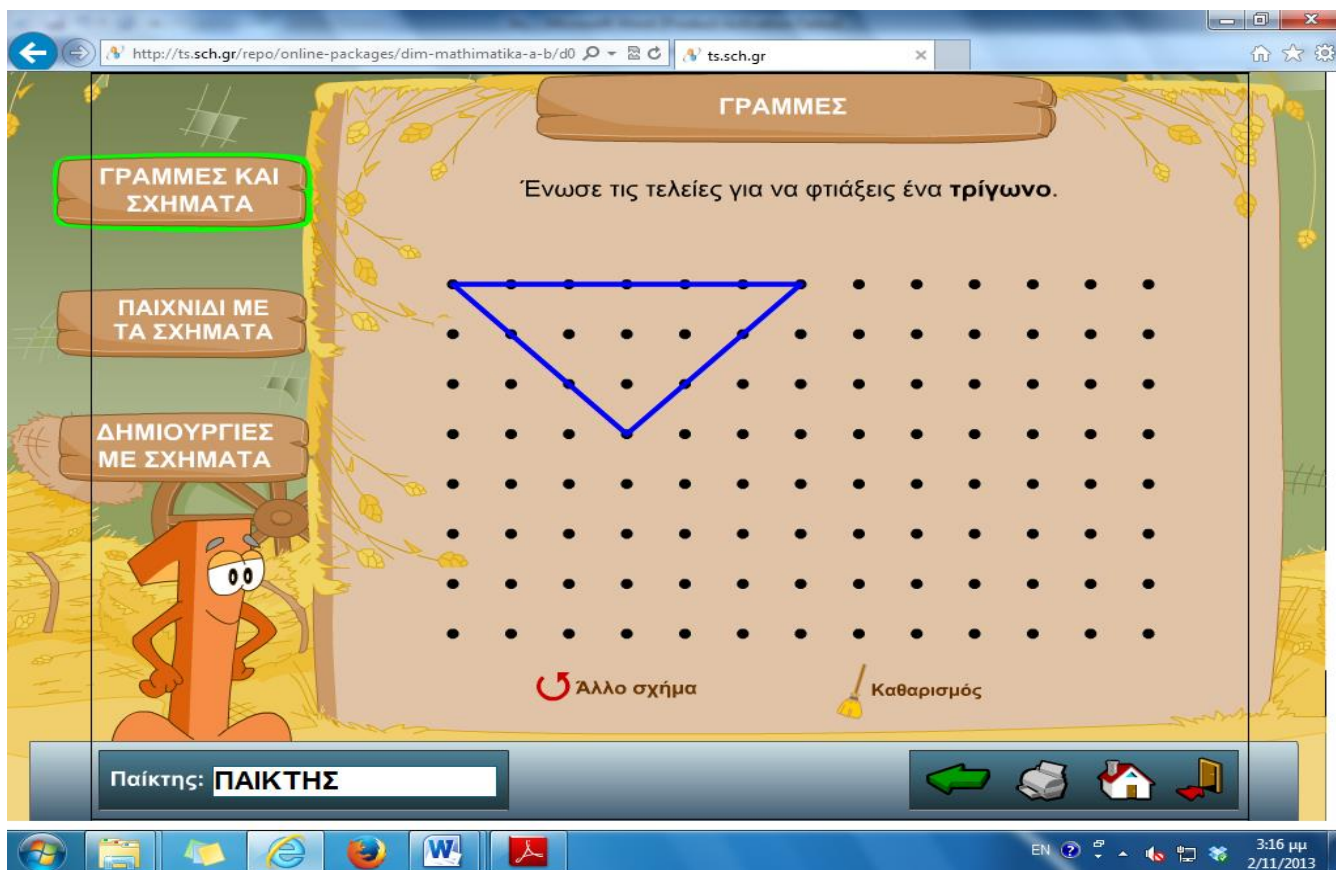 http://ts.sch.gr/repo/online-packages/dim-mathimatika-a-b/d0
ts.sch.gr
ΓΡΑΜΜΕΣ
ΓΡΑΜΜΕΣ ΚΑΙ
ΣΧΗΜΑΤΑ
Ένωσε τις τελείες για να φτιάξεις ένα τρίγωνο.
ΠΑΙΧΝΙΔΙ ΜΕ
ΤΑ ΣΧΗΜΑΤΑ
ΔΗΜΙΟΥΡΓΙΕΣ
ΜΕ ΣΧΗΜΑΤΑ
Άλλο σχήμα
Καθαρισμός
Παίκτης: ΠΑΙΚΤΗΣ
EN
3:16 μμ
2/11/2013